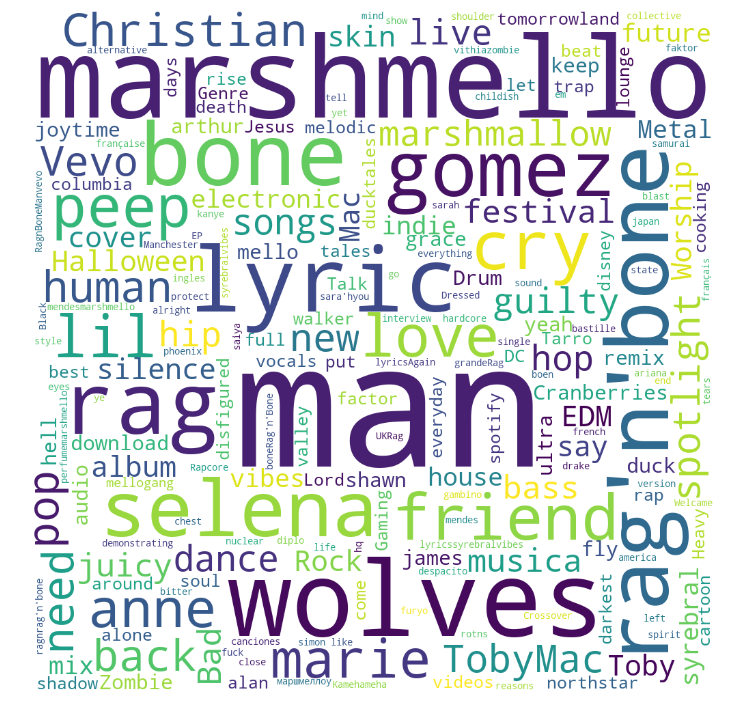 Christian
skin
live
tomorrowland
future
mind
show
shoulder
collective
alternative
beat
vithiazombie
faktor
keep
marshmello
days
rise
Genre
death
tell
let
trap
childish
em
lounge
joytime
yet
arthur
Jesus
melodic
marshmallow
Metal
samurai
française
Vevo
bone
gomez
rag'n'bone
columbia
ducktales
blast
japan
RagnBoneManvevo
peep
electronic
songs
Mac
indie
sarah
festival
Worship
cooking
kanye
EP
cover
grace
cry
Manchester
Halloween
mello
tales
everything
disney
state
français
syrebralvibes
human
ingles
lyric
Talk
sara'hyou
go
Drum
sound
spotlight
Black
protect
walker
Dressed
guilty
mendesmarshmello
alright
interview
hardcore
yeah
bastille
style
lil
hip
full
love
new
hop
Tarro
DC
remix
saiya
phoenix
vocals
put
lyricsAgain
single
grandeRag
boen
ariana
best
silence
rag
man
Cranberries
end
eyes
ye
factor
EDM
tears
perfumemarshmello
hell
download
disfigured
boneRag'n'Bone
valley
UKRag
everyday
spotify
ultra
french
say
pop
audio
Rapcore
album
vibes
Lord
shawn
house
drake
bass
duck
rap
version
mellogang
selena
friend
gambino
Welcame
chest
Gaming
mendes
Heavy
demonstrating
nuclear
diplo
hq
lyricssyrebralvibes
need
juicy
dance
Rock
james
musica
fly
america
around
soul
life
despacito
darkest
cartoon
ragnrag'n'bone
bitter
anne
wolves
come
furyo
Crossover
left
syrebral
alone
canciones
simon
like
rotns
spirit
back
Bad
fuck
close
marie
TobyMac
Toby
mix
shadow
Zombie
alan
маршмеллоу
Kamehameha
videos
reasons
northstar